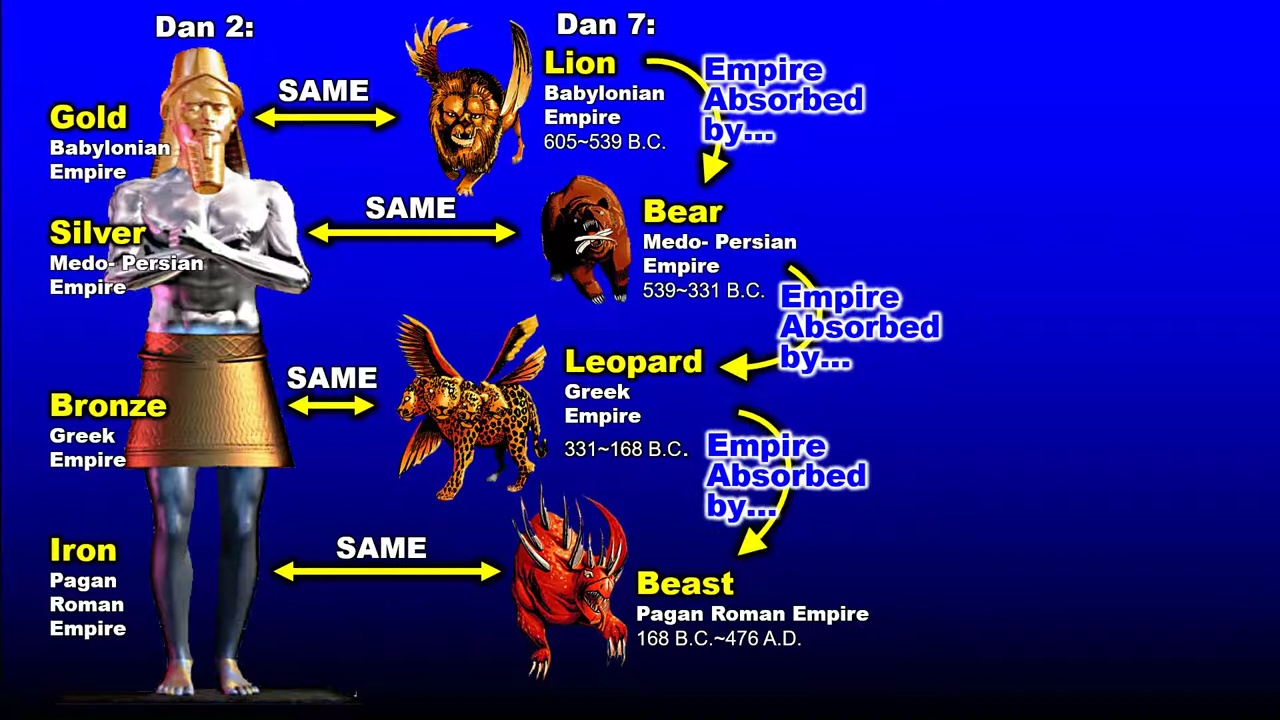 Dan 2:
Gold
Babylonian
Empire
Silver
Medo- Persian
Empire
Bronze
Greek
Empire
Iron
Pagan
Roman
Empire
SAME
SAME
SAME
SAME
Dan 7:
Lion
Babylonian
Empire
605~539 B.C.
Empire
Absorbed
by...
Bear
Medo- Persian
Empire
539~331 B.C.
Empire
Absorbed
by...
Leopard
Greek
Empire
331~168 B.C.
Empire
Absorbed
by...
Beast
Pagan Roman Empire
168 B.C.~476 A.D.